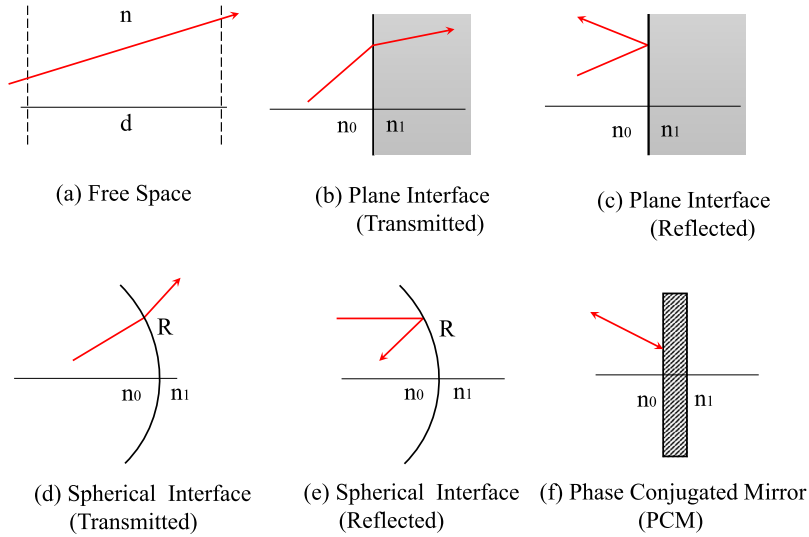 n
d
(a) Free Space
n0 n1
(b) Plane Interface
(Transmitted)
n0 n1
(c) Plane Interface
(Reflected)
R
n0 n1
(d) Spherical Interface
(Transmitted)
R
n0 n1
(e) Spherical Interface
(Reflected)
n0 n1
(f) Phase Conjugated Mirror
(PCM)